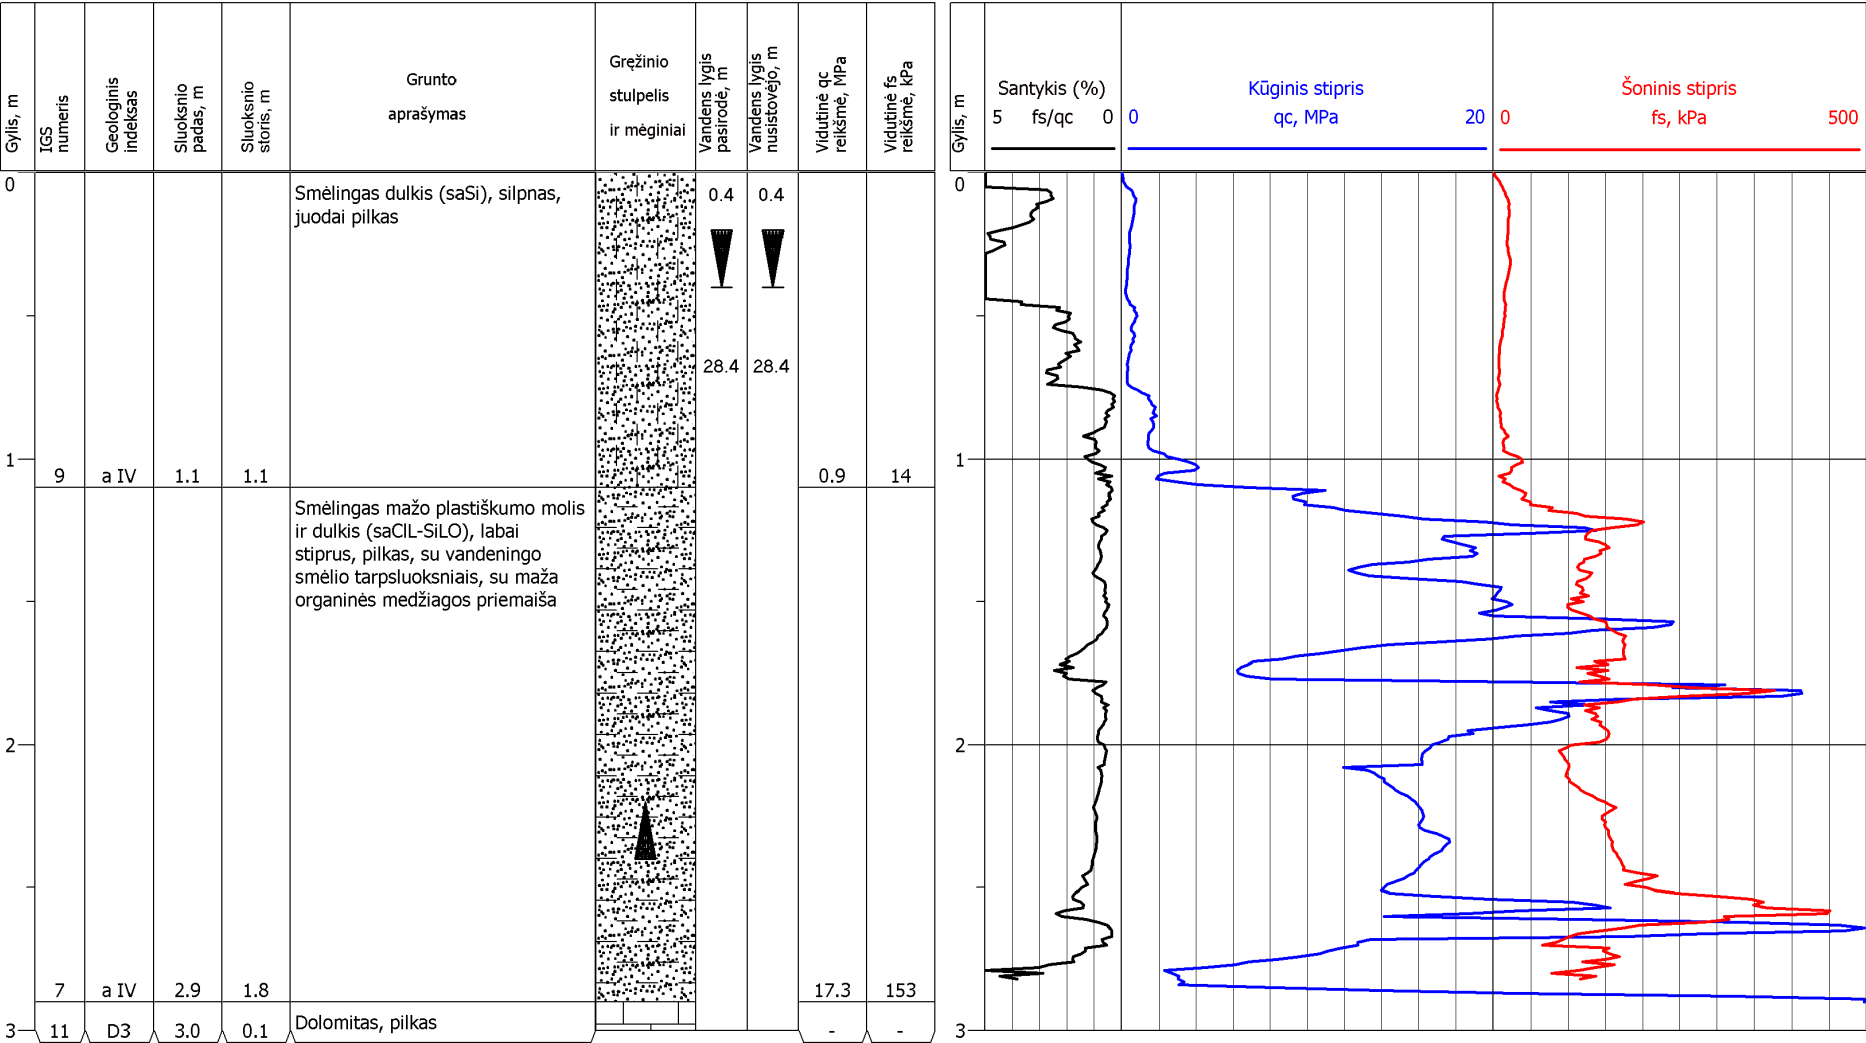 Gylis, m
IGS
numeris
Geologinis
indeksas
Sluoksnio
padas, m
Sluoksnio
storis, m
Grunto
aprašymas
Gręžinio
stulpelis
ir mėginiai
Vandens lygis
pasirodė, m
Vandens lygis
nusistovėjo, m
Vidutinė qc
reikšmė, MPa
Vidutinė fs
reikšmė, kPa
Gylis, m
Santykis (%)
5 fs/qc 0
Kūginis stipris
0 qc, MPa 20
Šoninis stipris
0 fs, kPa 500
0
Smėlingas dulkis (saSi), silpnas,
juodai pilkas
0.4 0.4
28.4 28.4
0
1
9 a IV 1.1 1.1 0.9 14
1
Smėlingas mažo plastiškumo molis
ir dulkis (saClL-SiLO), labai
stiprus, pilkas, su vandeningo
smėlio tarpsluoksniais, su maža
organinės medžiagos priemaiša
2 2
7 a IV 2.9 1.8 17.3 153
3 11 D3 3.0 0.1 Dolomitas, pilkas - - 3